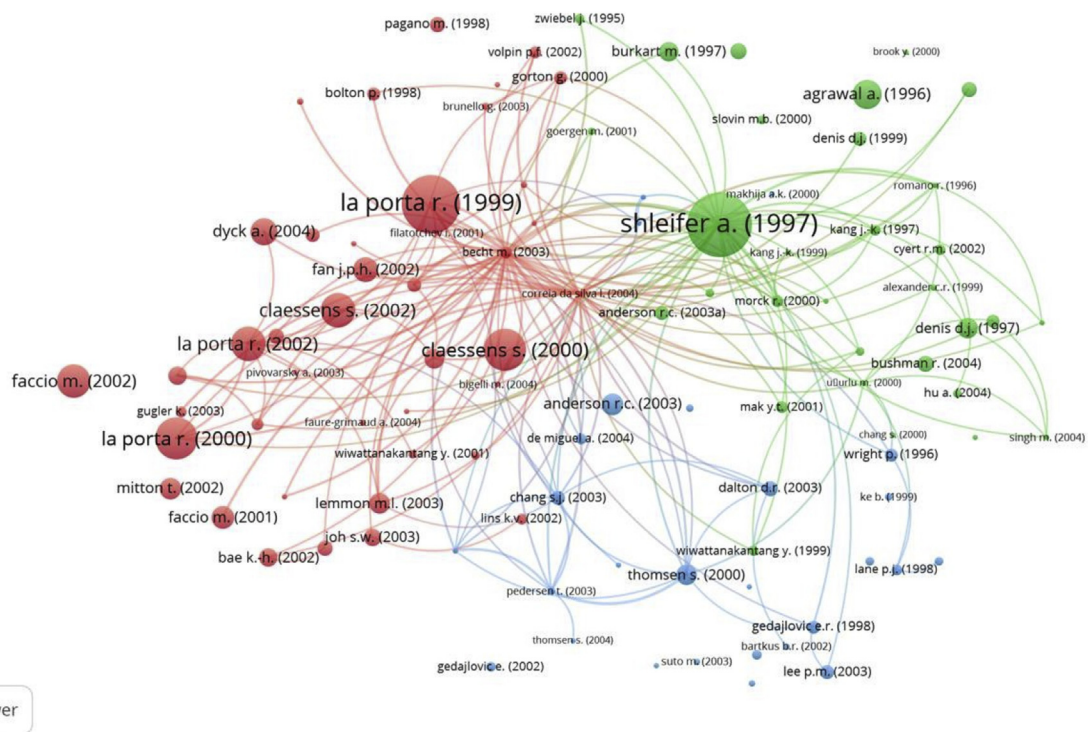 zwiebel j. (1995)
pagano m. (1998)
volpin p.f. (2002)
burkart m. (1997)
brook y. (2000)
gorton g. (2000)
bolton p. (1998)
agrawal a. (1996)
brunello g. (2003)
slovin m.b. (2000)
goergen m. (2001)
denis d.j. (1999)
romano r. (1996)
makhija a.k. (2000)
la porta r. (1999)
shleifer a. (1997)
dyck a. (2004)
filatotchev i. (2001)
kang j.-k. (1997)
becht m. (2003)
kang j.-k. (1999)
cyert r.m. (2002)
fan j.p.h. (2002)
alexander c.r. (1999)
correia da silva l. (2004)
morck r. (2000)
claessens s. (2002)
anderson r.c. (2003a)
denis d.j. (1997)
la porta r. (2002)
claessens s. (2000)
bushman r. (2004)
pivovarsky a. (2003)
faccio m. (2002)
bigelli m. (2004)
hu a. (2004)
anderson r.c. (2003)
mak y.t. (2001)
gugler k. (2003)
faure-grimaud a. (2004)
chang s. (2000)
singh m. (2004)
la porta r. (2000)
de miguel a. (2004)
wiwattanakantang y. (2001)
wright p. (1996)
mitton t. (2002)
dalton d.r. (2003)
chang s.j. (2003)
ke b. (1999)
lemmon m.l. (2003)
faccio m. (2001)
lins k.v. (2002)
joh s.w. (2003)
bae k.-h. (2002)
wiwattanakantang y. (1999)
lane p.j. (1998)
thomsen s. (2000)
pedersen t. (2003)
gedajlovic e.r. (1998)
thomsen s. (2004)
bartkus b.r. (2002)
gedajlovic e. (2002)
suto m. (2003)
lee p.m. (2003)
er